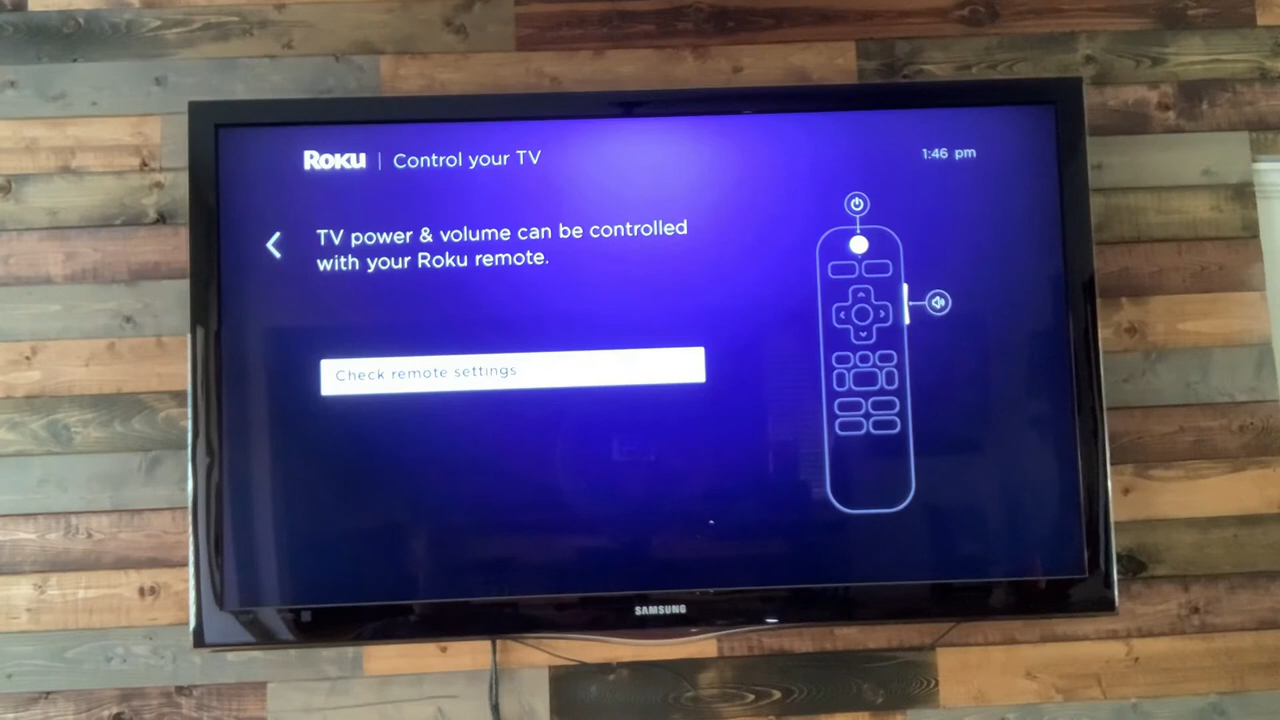 Roku | Control your TV
1:46 pm
TV power & volume can be controlled
with your Roku remote.
Check remote settings
SAMSUNG